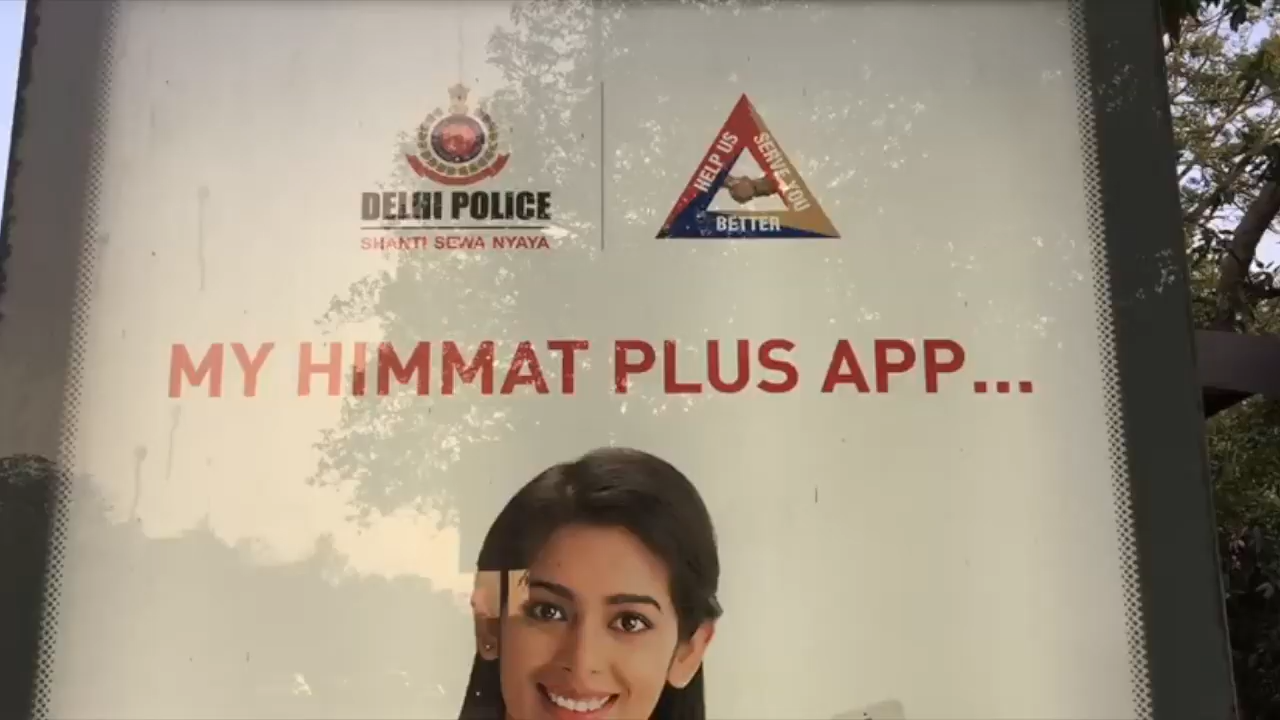 DELHI POLICE
SHANTI SEWA NYAYA
HELP US
SERVE YOU
BETTER
MY HIMMAT PLUS APP...